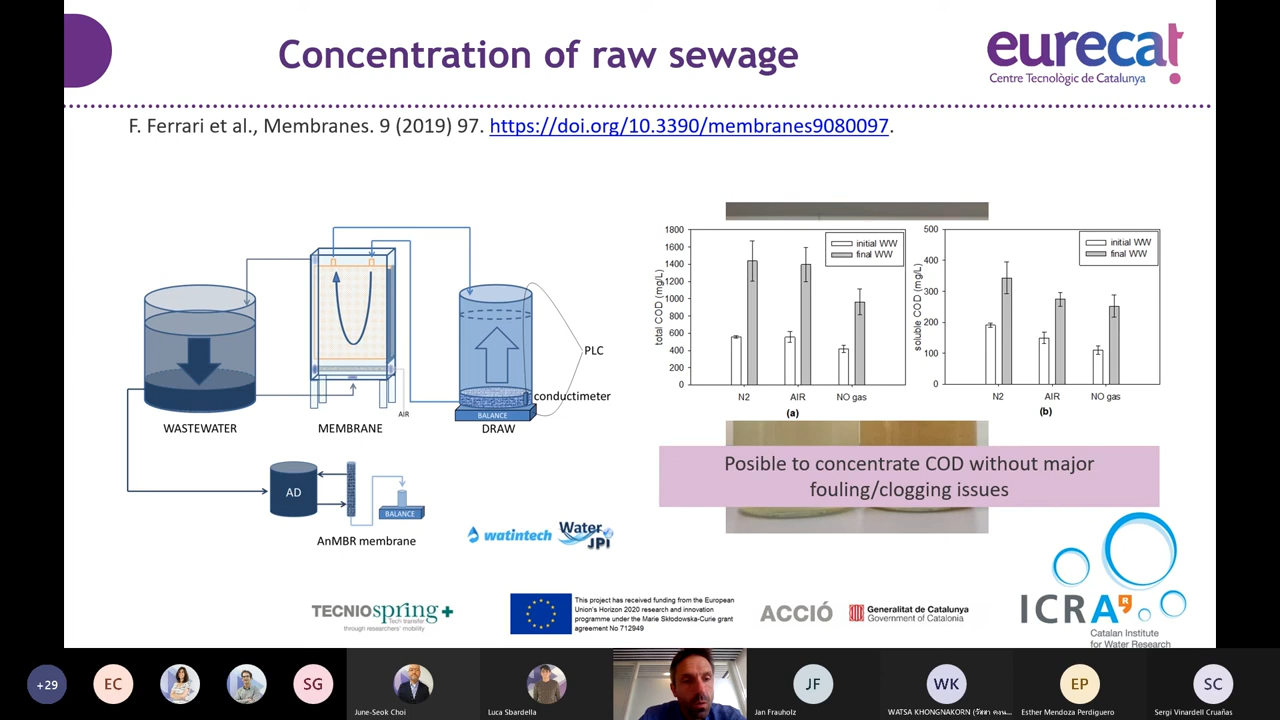 Concentration of raw sewage
eurecat
Centre Tecnològic de Catalunya
F. Ferrari et al., Membranes. 9 (2019) 97. https://doi.org/10.3390/membranes9080097.
WASTEWATER
MEMBRANE
AIR
DRAW
BALANCE
PLC
conductimeter
AD
BALANCE
AnMBR membrane
watintech
Water
JPI
total COD (mg/L)
1800
1600
1400
1200
1000
800
600
400
200
0
initial WW
final WW
N2
AIR
NO gas
(a)
soluble COD (mg/L)
500
400
300
200
100
0
initial WW
final WW
N2
AIR
NO gas
(b)
Posible to concentrate COD without major
fouling/clogging issues
TECNIOspring+
Tech transfer
through researchers' mobility
This project has received funding from the European
Union's Horizon 2020 research and innovation
programme under the Marie Skłodowska-Curie grant
agreement No 712949
ACCIÓ
Generalitat de Catalunya
Government of Catalonia
ICRA
Catalan Institute
for Water Research
+29
EC
SG
June-Seok Choi
Luca Sbardella
JF
Jan Frauholz
WK
WATSA KHONGNAKORN
EP
Esther Mendoza Perdiguero
SC
Sergi Vinardell Cruañas